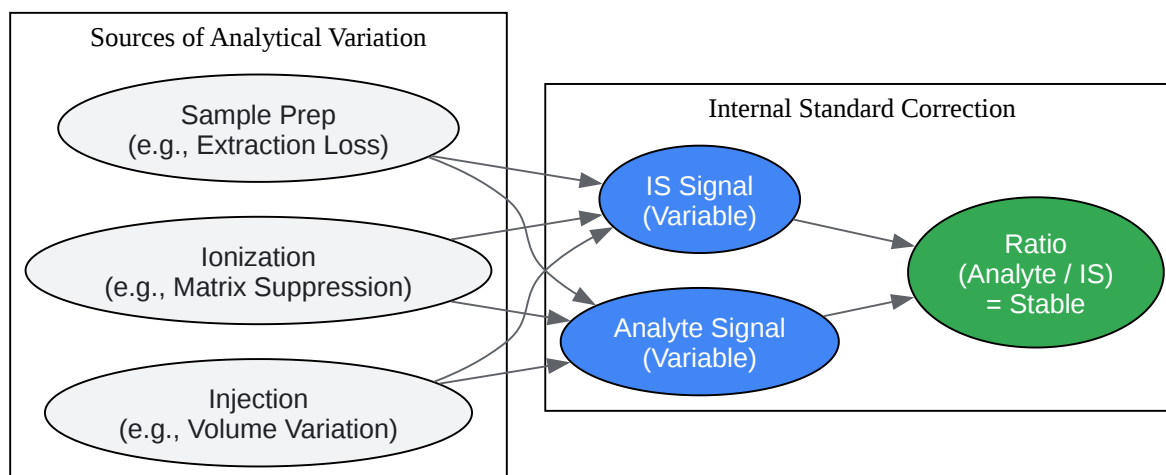 Sources of Analytical Variation
Sample Prep
(e.g., Extraction Loss)
Ionization
(e.g., Matrix Suppression)
Injection
(e.g., Volume Variation)
Internal Standard Correction
IS Signal
(Variable)
Analyte Signal
(Variable)
Ratio
(Analyte / IS)
= Stable